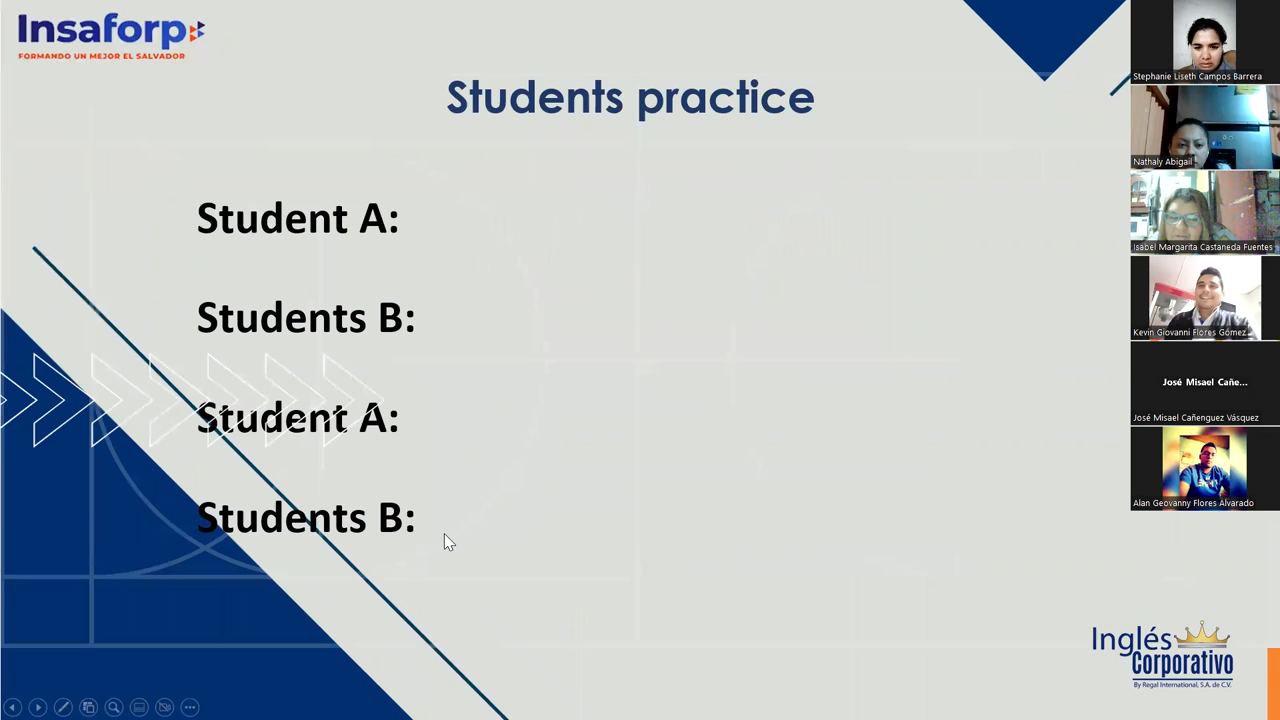 Insaforp
FORMANDO UN MEJOR EL SALVADOR
Students practice
Student A:
Students B:
Student A:
Students B:
Inglés
Corporativo
By Regal International, S.A. de C.V.
Stephanie Liseth Campos Barrera
Nathaly Abigail
Isabel Margarita Castaneda Fuentes
Kevin Giovanni Flores Gómez
José Misael Cañe...
José Misael Cañenguez Vásquez
Alan Geovanny Flores Alvarado